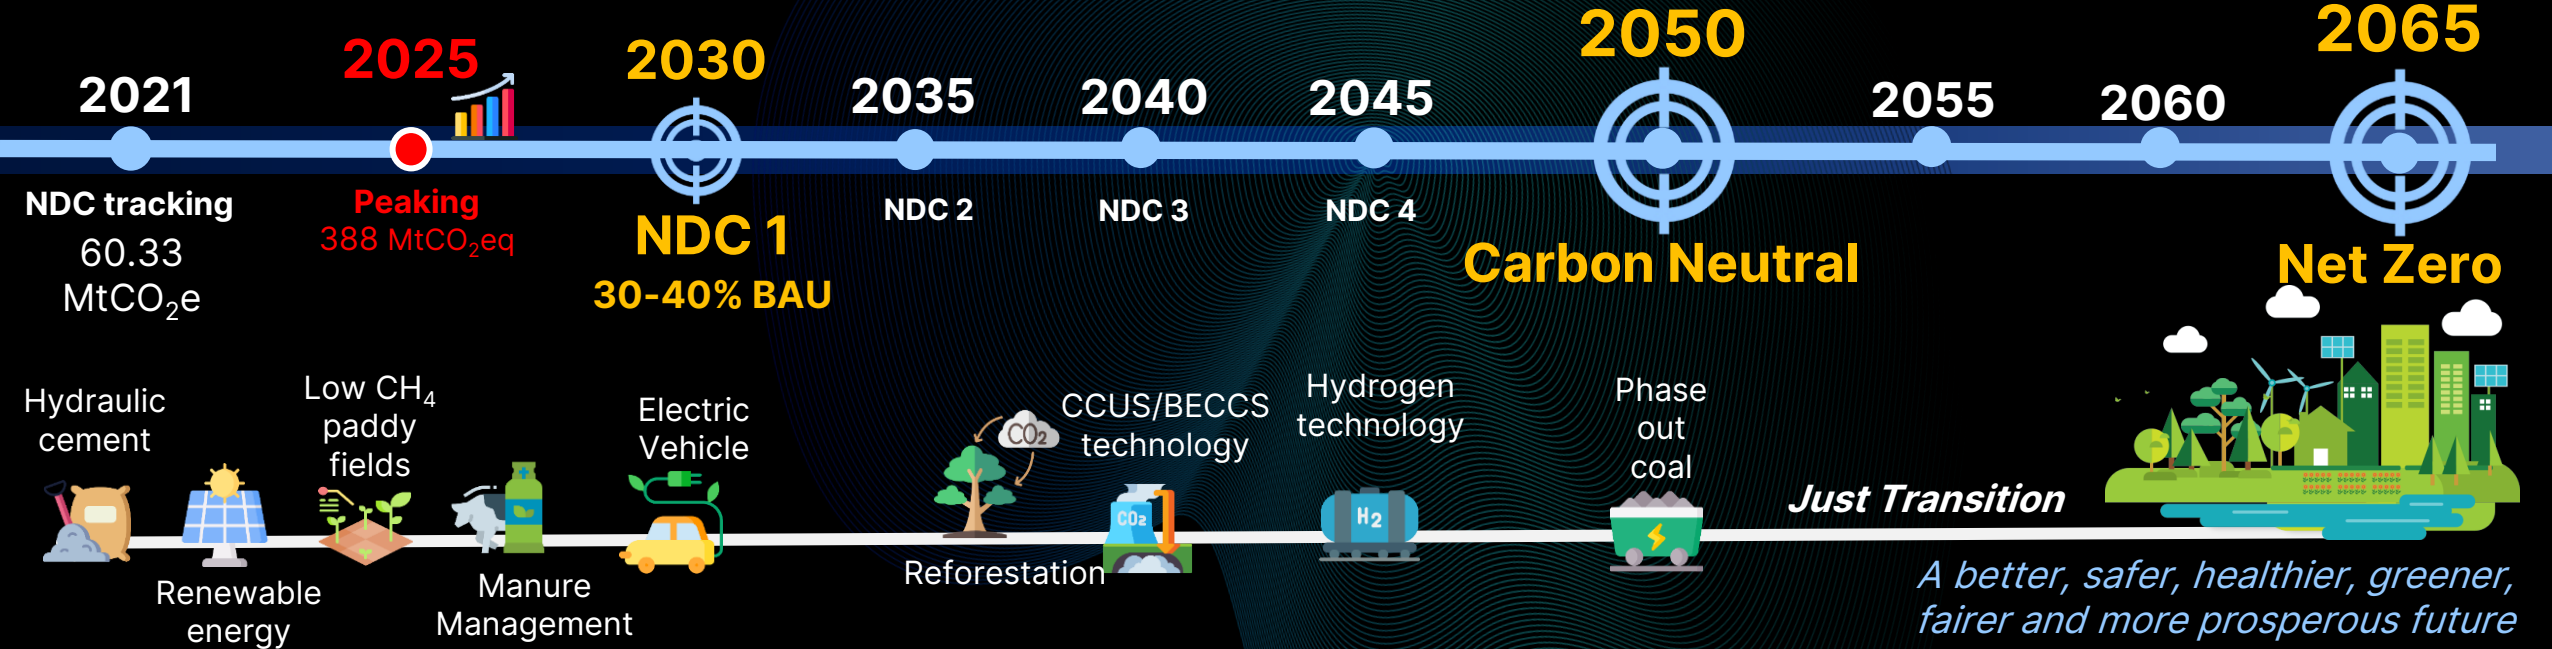 2021
2025
2030
2035
2040
2045
2050
2055
2060
2065
NDC tracking
60.33
MtCO₂e
Peaking
388 MtCO₂eq
NDC 1
30-40% BAU
NDC 2
NDC 3
NDC 4
Carbon Neutral
Net Zero
Hydraulic
cement
Renewable
energy
Low CH₄
paddy
fields
Manure
Management
Electric
Vehicle
Reforestation
CO₂
CCUS/BECCS
technology
CO₂
Hydrogen
technology
H₂
Phase
out
coal
Just Transition
A better, safer, healthier, greener,
fairer and more prosperous future